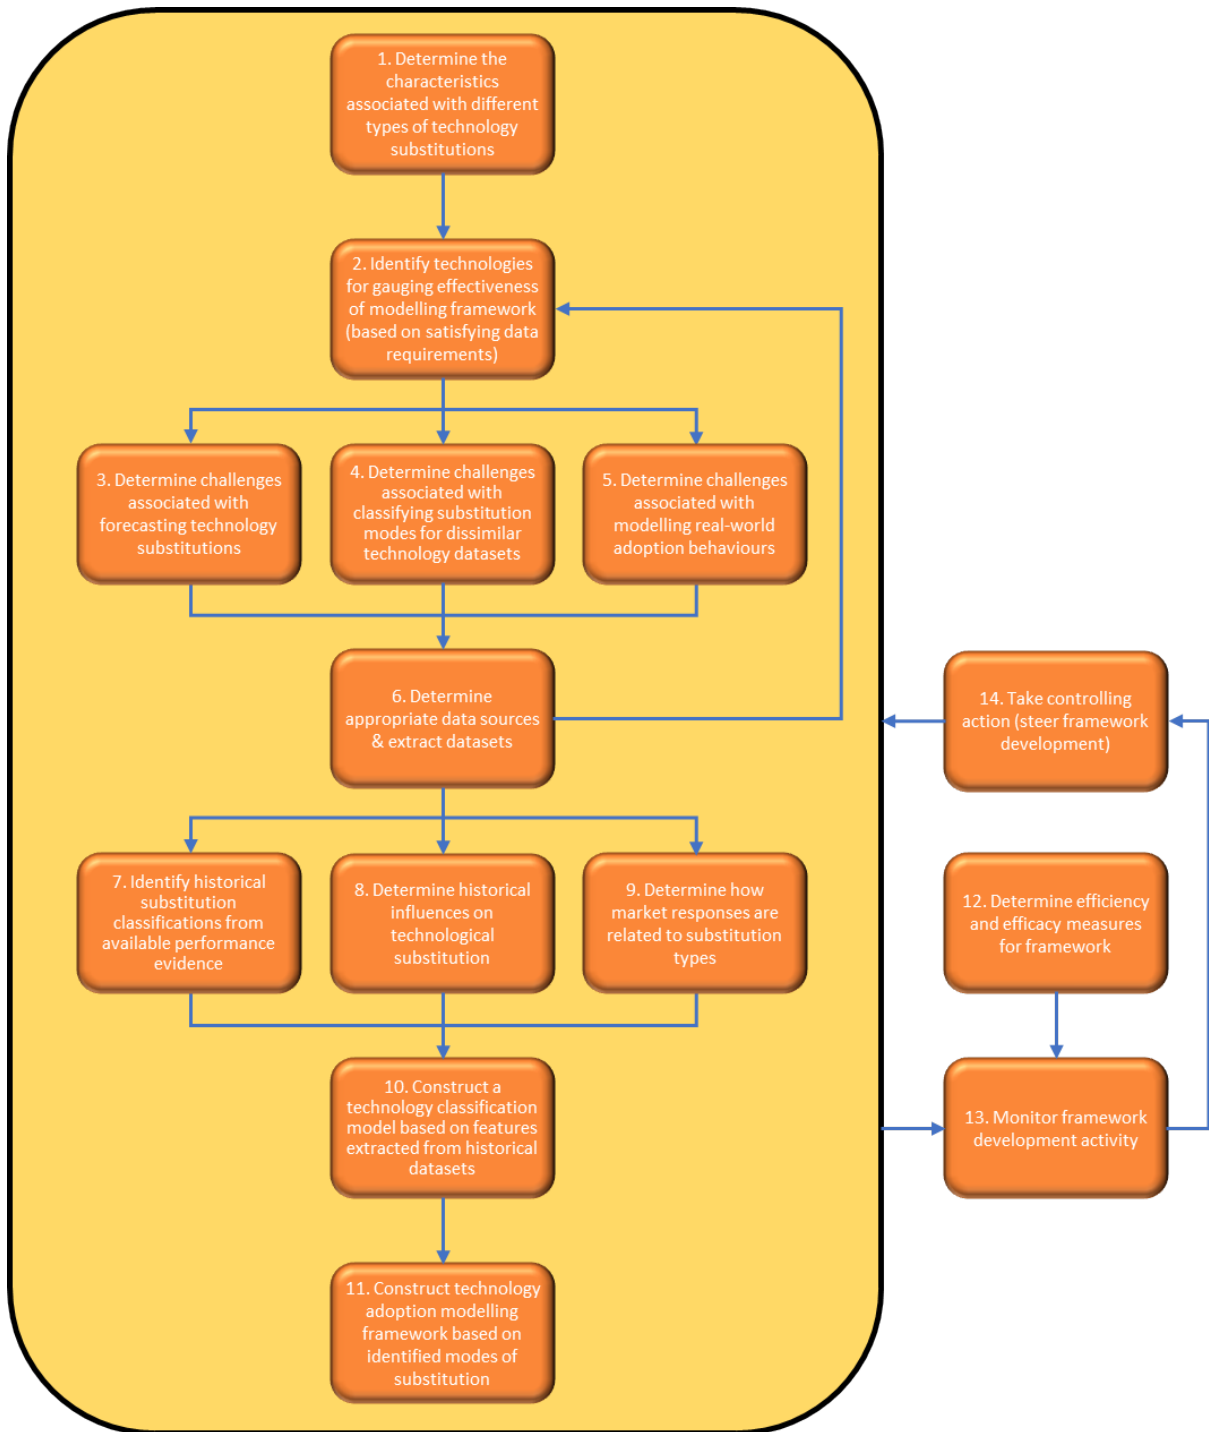 1. Determine the
characteristics
associated with different
types of technology
substitutions
2. Identify technologies
for gauging effectiveness
of modelling framework
(based on satisfying data
requirements)
3. Determine challenges
associated with
forecasting technology
substitutions
4. Determine challenges
associated with
classifying substitution
modes for dissimilar
technology datasets
5. Determine challenges
associated with
modelling real-world
adoption behaviours
6. Determine
appropriate data sources
& extract datasets
14. Take controlling
action (steer framework
development)
7. Identify historical
substitution
classifications from
available performance
evidence
8. Determine historical
influences on
technological
substitution
9. Determine how
market responses are
related to substitution
types
12. Determine efficiency
and efficacy measures
for framework
10. Construct a
technology classification
model based on features
extracted from historical
datasets
13. Monitor framework
development activity
11. Construct technology
adoption modelling
framework based on
identified modes of
substitution